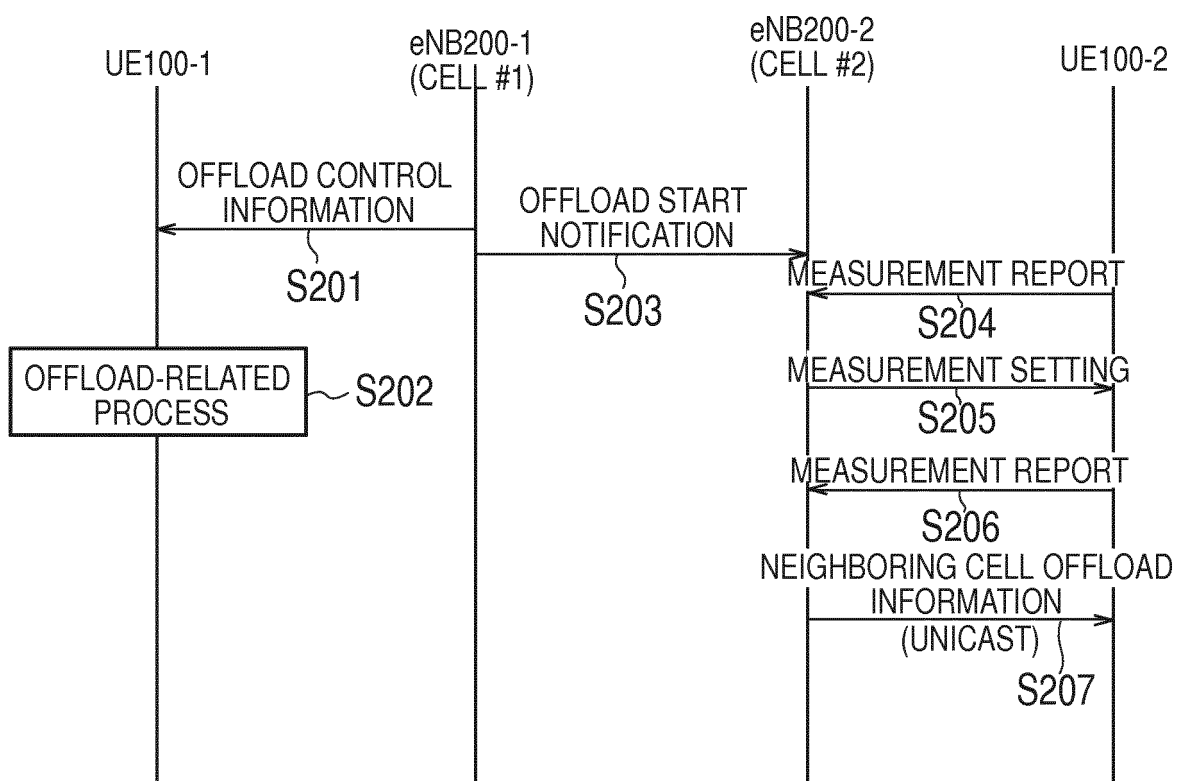 UE100-1
eNB200-1
(CELL #1)
eNB200-2
(CELL #2)
UE100-2
OFFLOAD CONTROL
INFORMATION
S201
OFFLOAD START
NOTIFICATION
S203
MEASUREMENT REPORT
S204
OFFLOAD-RELATED
PROCESS
S202
MEASUREMENT SETTING
S205
MEASUREMENT REPORT
S206
NEIGHBORING CELL OFFLOAD
INFORMATION
(UNICAST)
S207